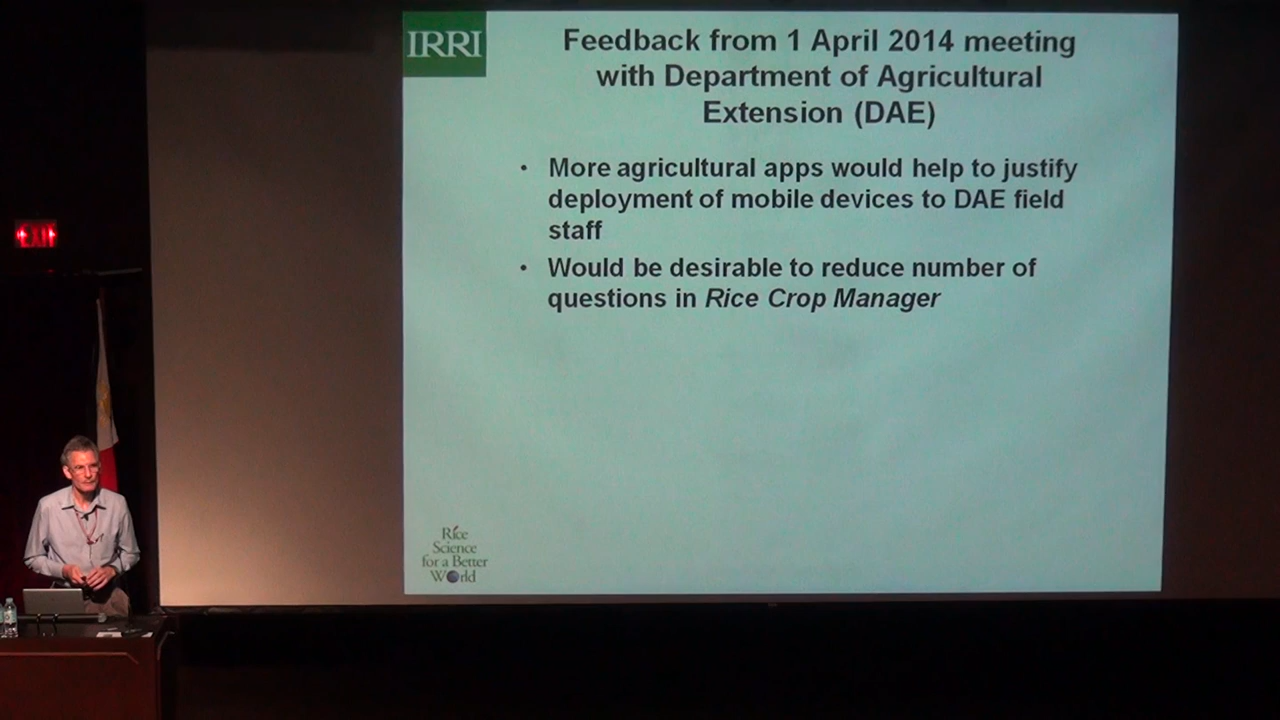 IRRI
Feedback from 1 April 2014 meeting
with Department of Agricultural
Extension (DAE)
• More agricultural apps would help to justify
deployment of mobile devices to DAE field
staff
• Would be desirable to reduce number of
questions in Rice Crop Manager
EXIT
Rice
Science
for a Better
World